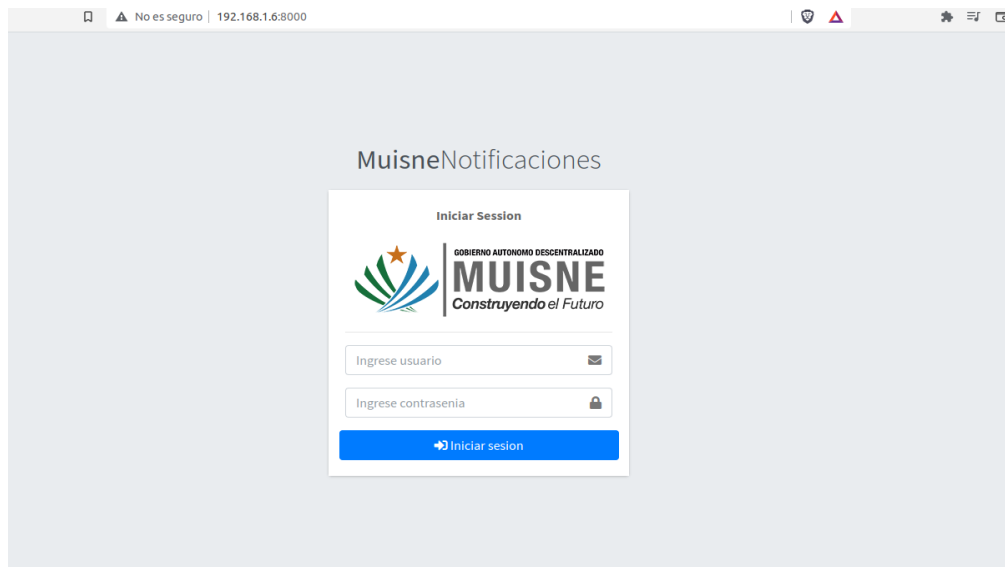 No es seguro | 192.168.1.6:8000
MuisneNotificaciones
Iniciar Session
GOBIERNO AUTONOMO DESCENTRALIZADO
MUISNE
Construyendo el Futuro
Ingrese usuario
Ingrese contrasenia
Iniciar sesion